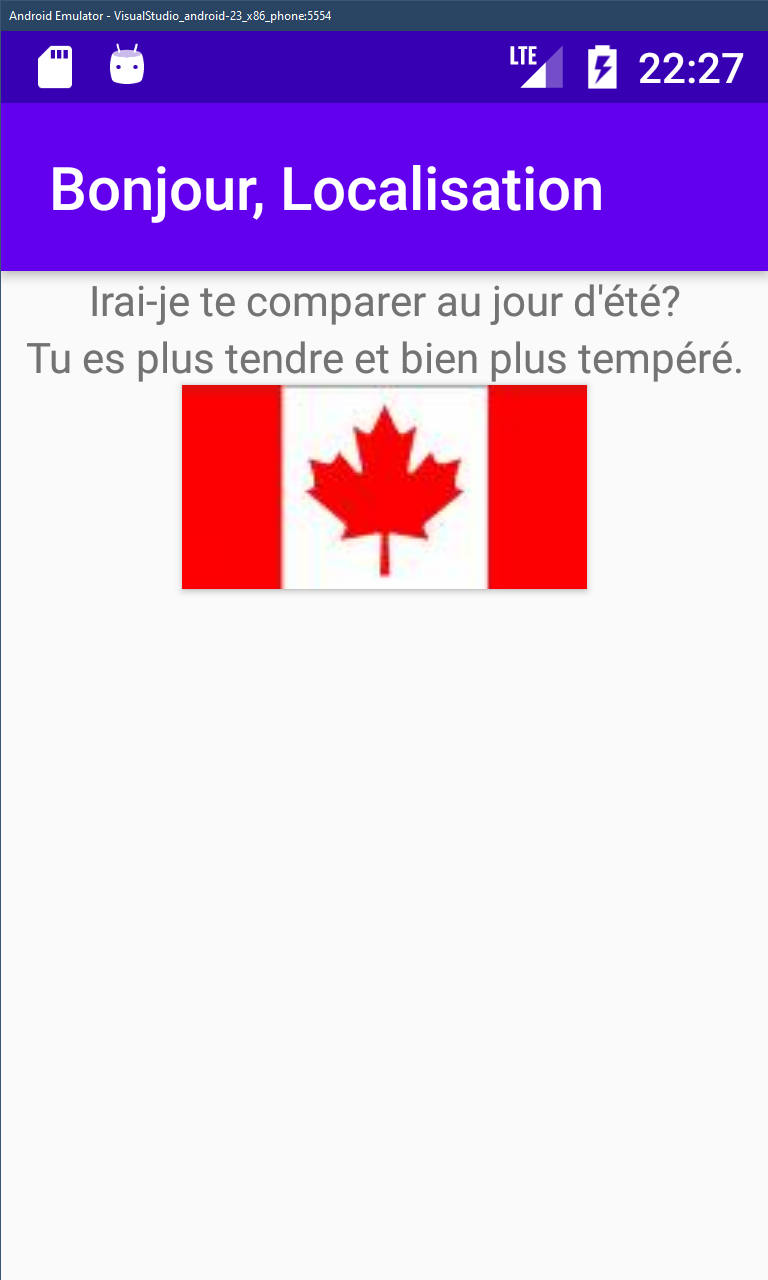 Android Emulator - VisualStudio_android-23_x86_phone:5554
LTE 22:27
Bonjour, Localisation
Irai-je te comparer au jour d'été?
Tu es plus tendre et bien plus tempéré.